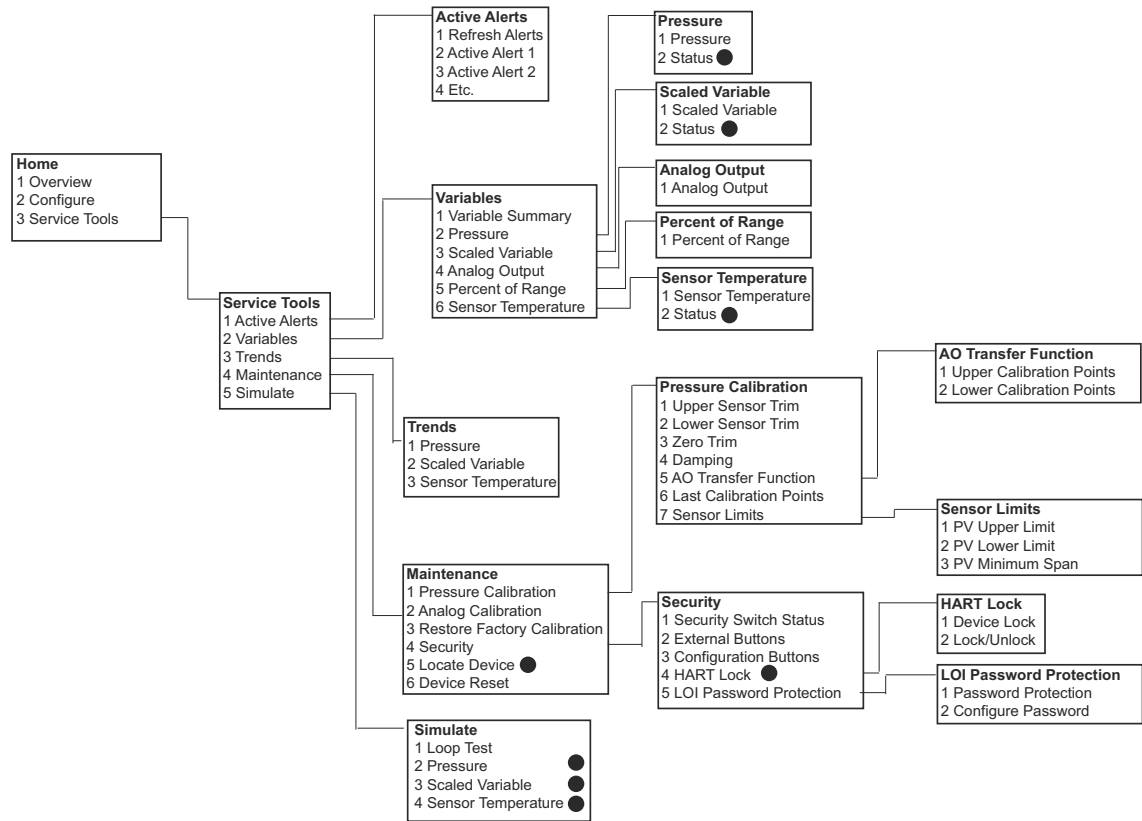 Home
1 Overview
2 Configure
3 Service Tools
Service Tools
1 Active Alerts
2 Variables
3 Trends
4 Maintenance
5 Simulate
Active Alerts
1 Refresh Alerts
2 Active Alert 1
3 Active Alert 2
4 Etc.
Variables
1 Variable Summary
2 Pressure
3 Scaled Variable
4 Analog Output
5 Percent of Range
6 Sensor Temperature
Trends
1 Pressure
2 Scaled Variable
3 Sensor Temperature
Maintenance
1 Pressure Calibration
2 Analog Calibration
3 Restore Factory Calibration
4 Security
5 Locate Device
6 Device Reset
Simulate
1 Loop Test
2 Pressure
3 Scaled Variable
4 Sensor Temperature
Pressure
1 Pressure
2 Status
Scaled Variable
1 Scaled Variable
2 Status
Analog Output
1 Analog Output
Percent of Range
1 Percent of Range
Sensor Temperature
1 Sensor Temperature
2 Status
Pressure Calibration
1 Upper Sensor Trim
2 Lower Sensor Trim
3 Zero Trim
4 Damping
5 AO Transfer Function
6 Last Calibration Points
7 Sensor Limits
Security
1 Security Switch Status
2 External Buttons
3 Configuration Buttons
4 HART Lock
5 LOI Password Protection
AO Transfer Function
1 Upper Calibration Points
2 Lower Calibration Points
Sensor Limits
1 PV Upper Limit
2 PV Lower Limit
3 PV Minimum Span
HART Lock
1 Device Lock
2 Lock/Unlock
LOI Password Protection
1 Password Protection
2 Configure Password